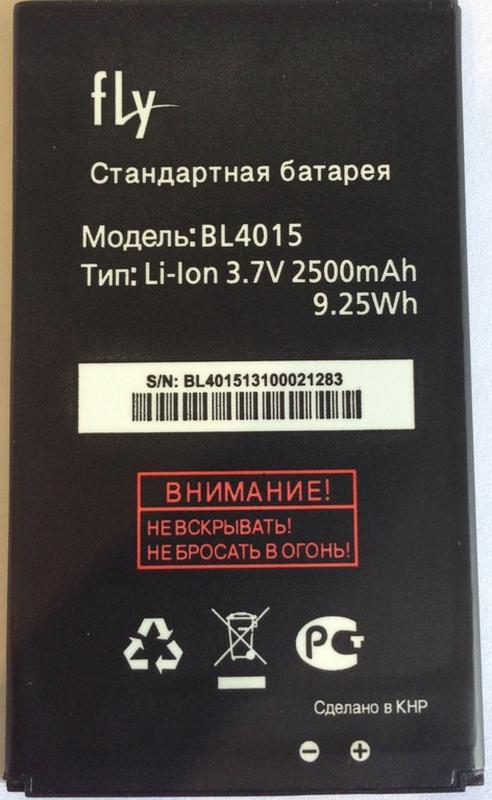 fly
Стандартная батарея
Модель: BL4015
Тип: Li-Ion 3.7V 2500mAh
9.25Wh
S/N: BL401513100021283
ВНИМАНИЕ!
НЕ ВСКРЫВАТЬ!
НЕ БРОСАТЬ В ОГОНЬ!
РСТ
Сделано в КНР